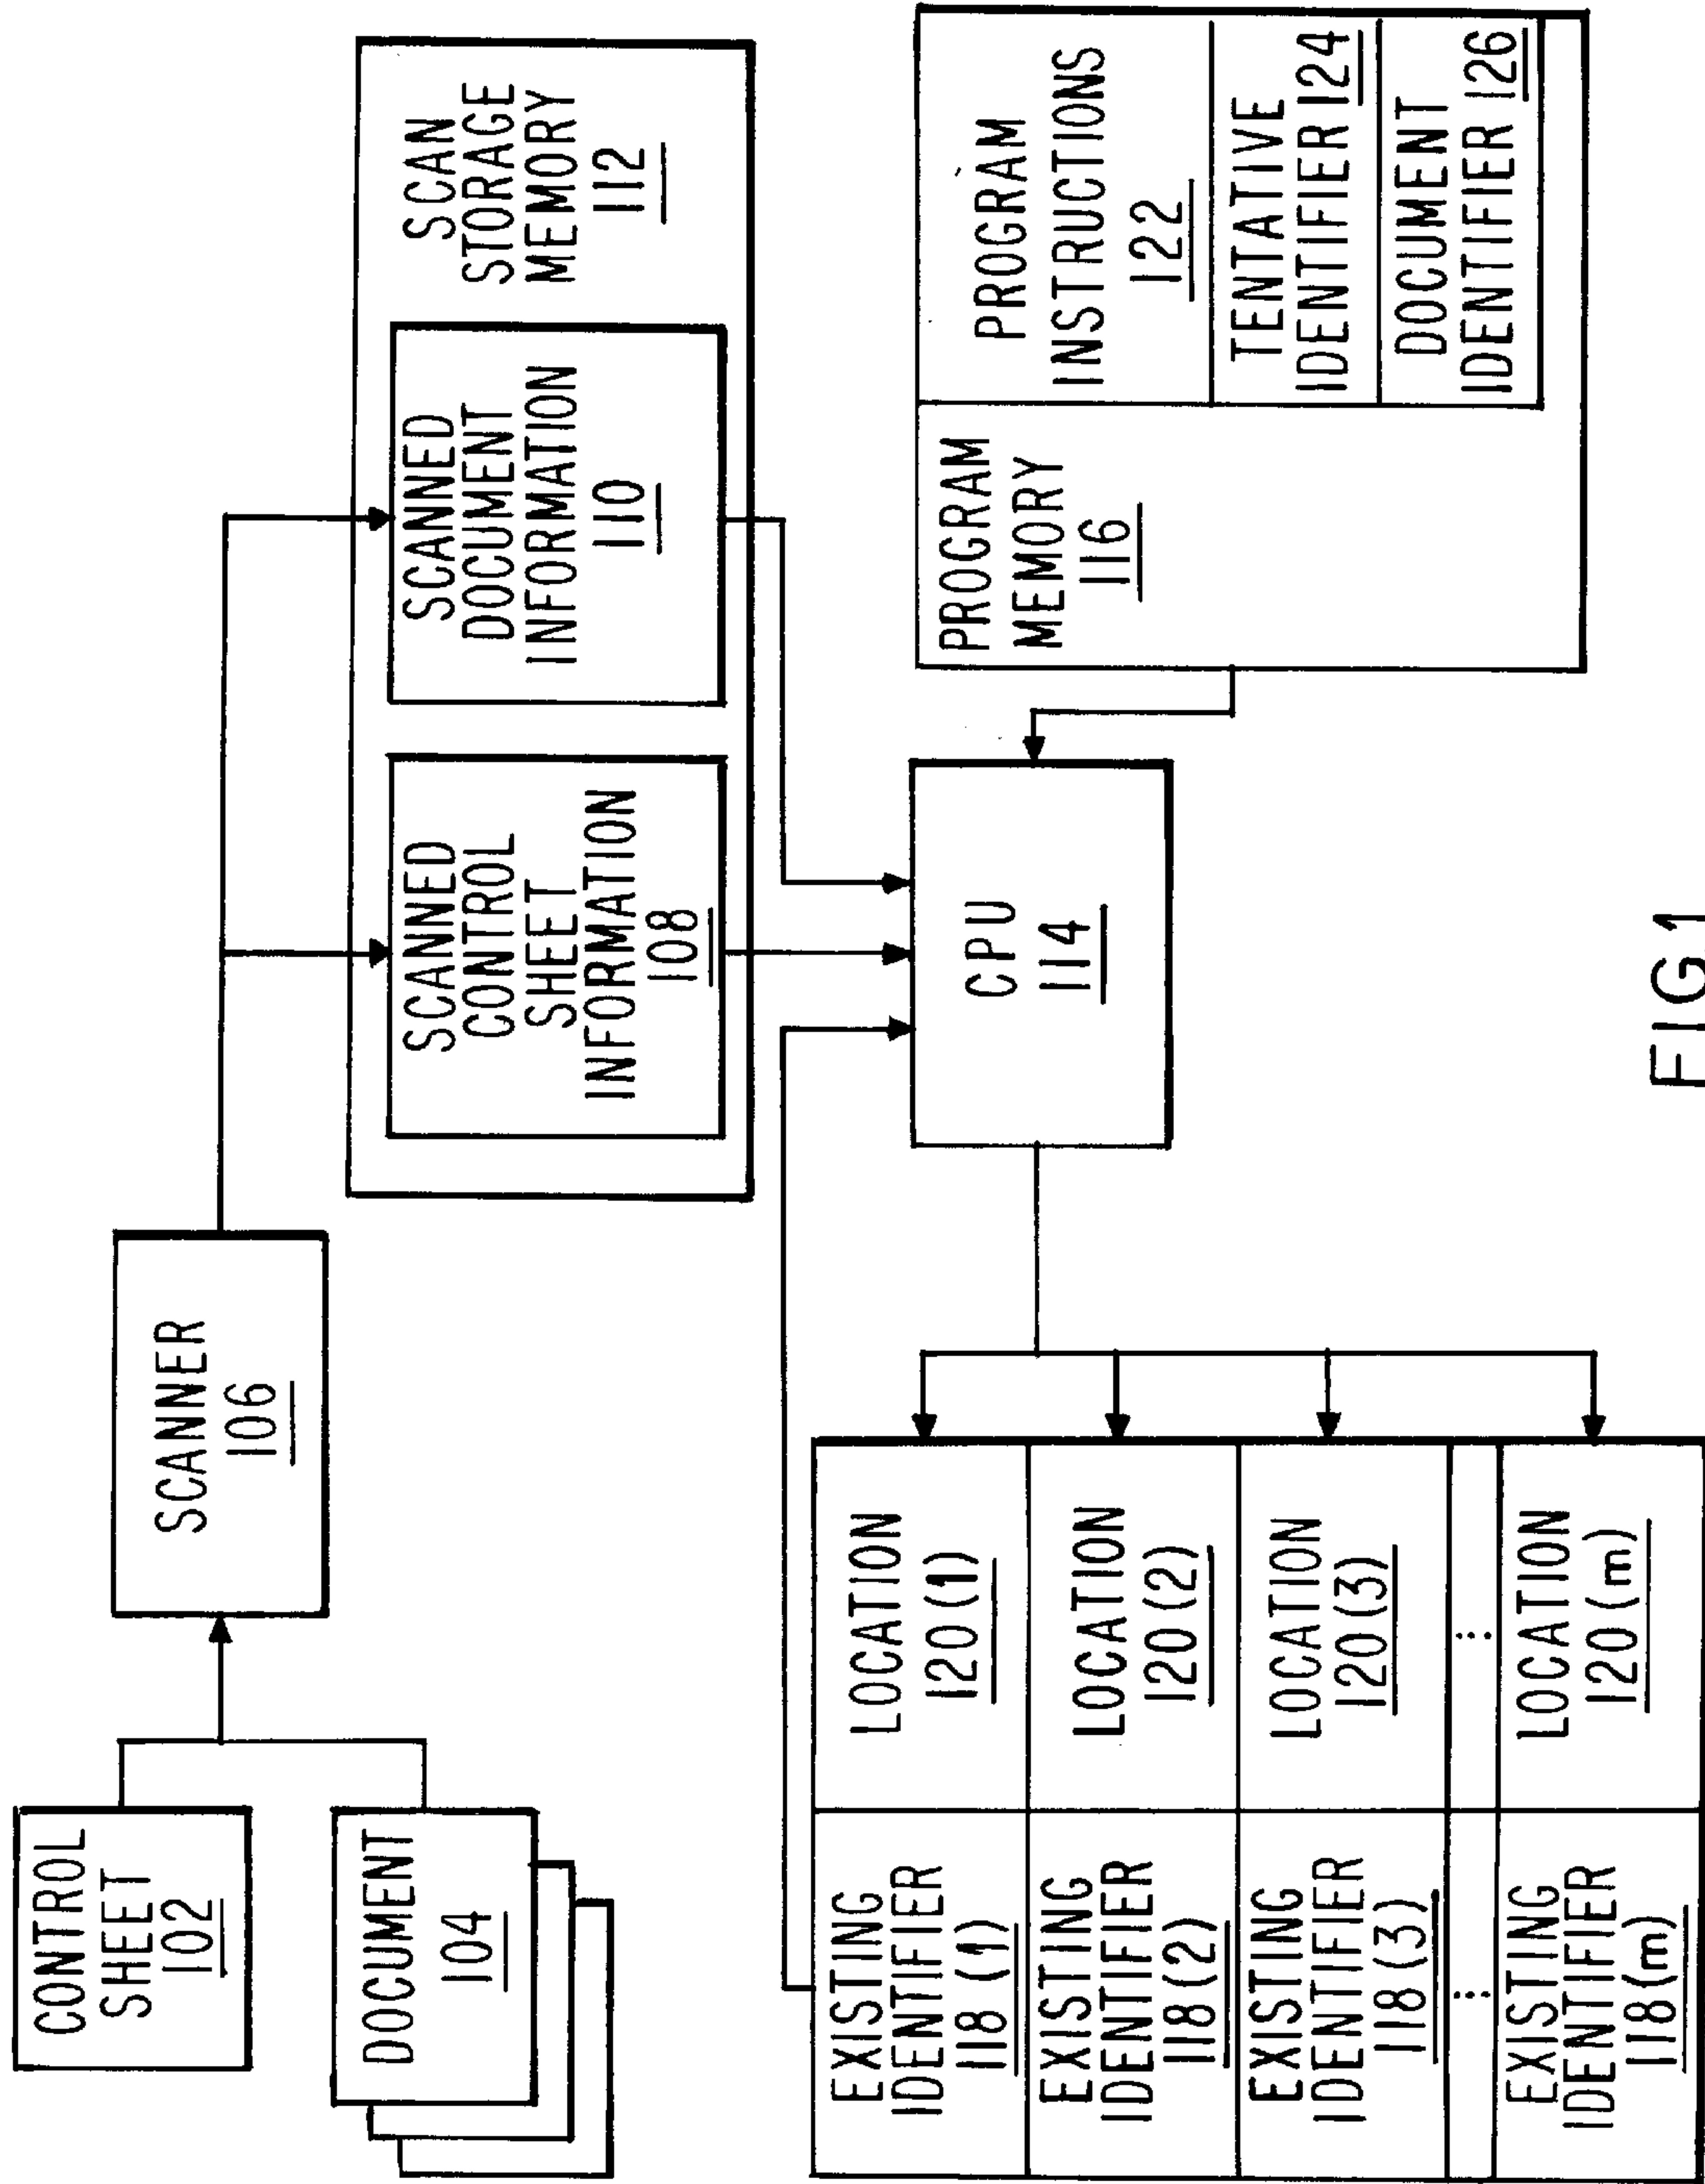 CONTROL
SHEET
102
DOCUMENT
104
SCANNER
106
SCANNED
CONTROL
SHEET
INFORMATION
108
SCANNED
DOCUMENT
INFORMATION
110
SCAN
STORAGE
MEMORY
112
EXISTING
IDENTIFIER
118 (1)
LOCATION
120 (1)
EXISTING
IDENTIFIER
118 (2)
LOCATION
120 (2)
EXISTING
IDENTIFIER
118 (3)
LOCATION
120 (3)
...
...
EXISTING
IDENTIFIER
118 (m)
LOCATION
120 (m)
CPU
114
PROGRAM
MEMORY
116
PROGRAM
INSTRUCTIONS
122
TENTATIVE
IDENTIFIER 124
DOCUMENT
IDENTIFIER 126
FIG.1